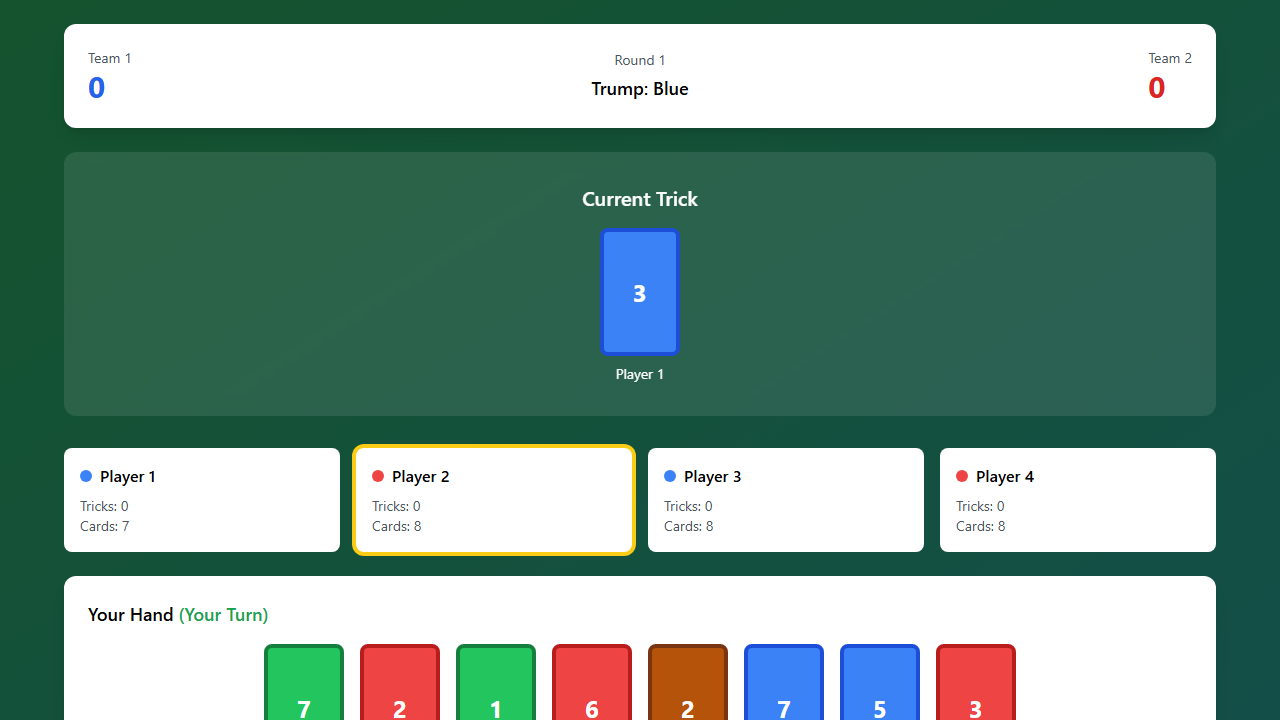 Team 1
0
Round 1
Trump: Blue
Team 2
0
Current Trick
3
Player 1
Player 1
Tricks: 0
Cards: 7
Player 2
Tricks: 0
Cards: 8
Player 3
Tricks: 0
Cards: 8
Player 4
Tricks: 0
Cards: 8
Your Hand (Your Turn)
7 2 1 6 2 7 5 3